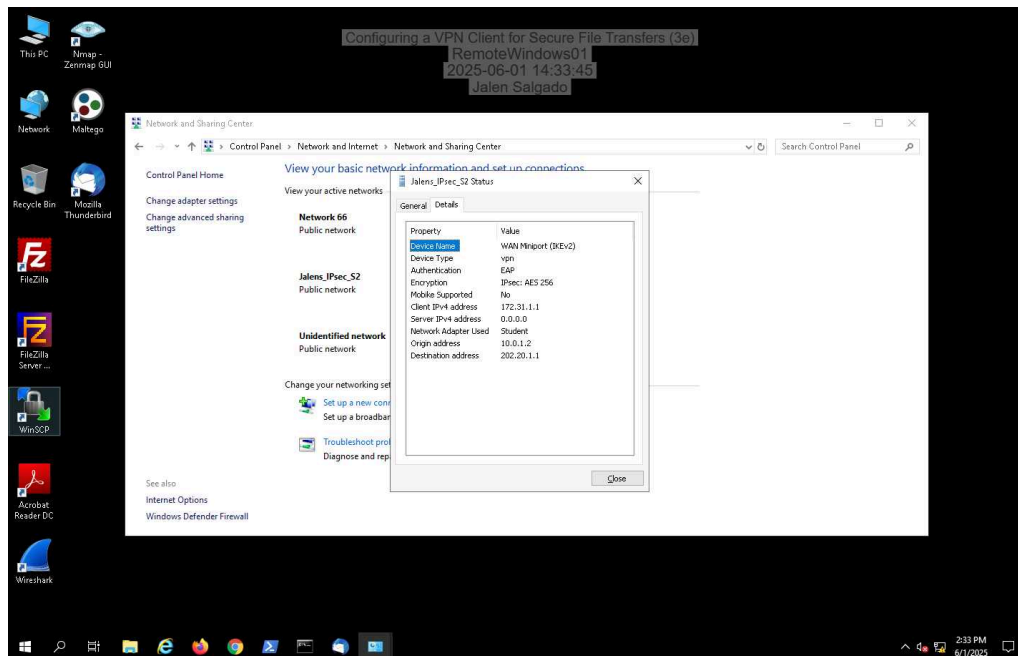 Configuring a VPN Client for Secure File Transfers (3e)
RemoteWindows01
2025-06-01 14:33:45
Jalen Salgado
This PC
Nmap -
Zenmap GUI
Network
Maltego
Recycle Bin
Mozilla
Thunderbird
FileZilla
FileZilla
Server ...
WinSCP
Acrobat
Reader DC
Wireshark
Network and Sharing Center
Control Panel > Network and Internet > Network and Sharing Center
Search Control Panel
Control Panel Home
Change adapter settings
Change advanced sharing
settings
View your basic network information and set up connections
View your active networks
Network 66
Public network
Jalens_IPsec_S2
Public network
Unidentified network
Public network
Change your networking set
Set up a new conn
Set up a broadban
Troubleshoot prob
Diagnose and rep
See also
Internet Options
Windows Defender Firewall
Jalens_IPsec_S2 Status
General Details
Property Value
Device Name WAN Miniport (IKEv2)
Device Type vpn
Authentication EAP
Encryption IPsec: AES 256
Mobike Supported No
Client IPv4 address 172.31.1.1
Server IPv4 address 0.0.0.0
Network Adapter Used Student
Origin address 10.0.1.2
Destination address 202.20.1.1
Close
2:33 PM
6/1/2025